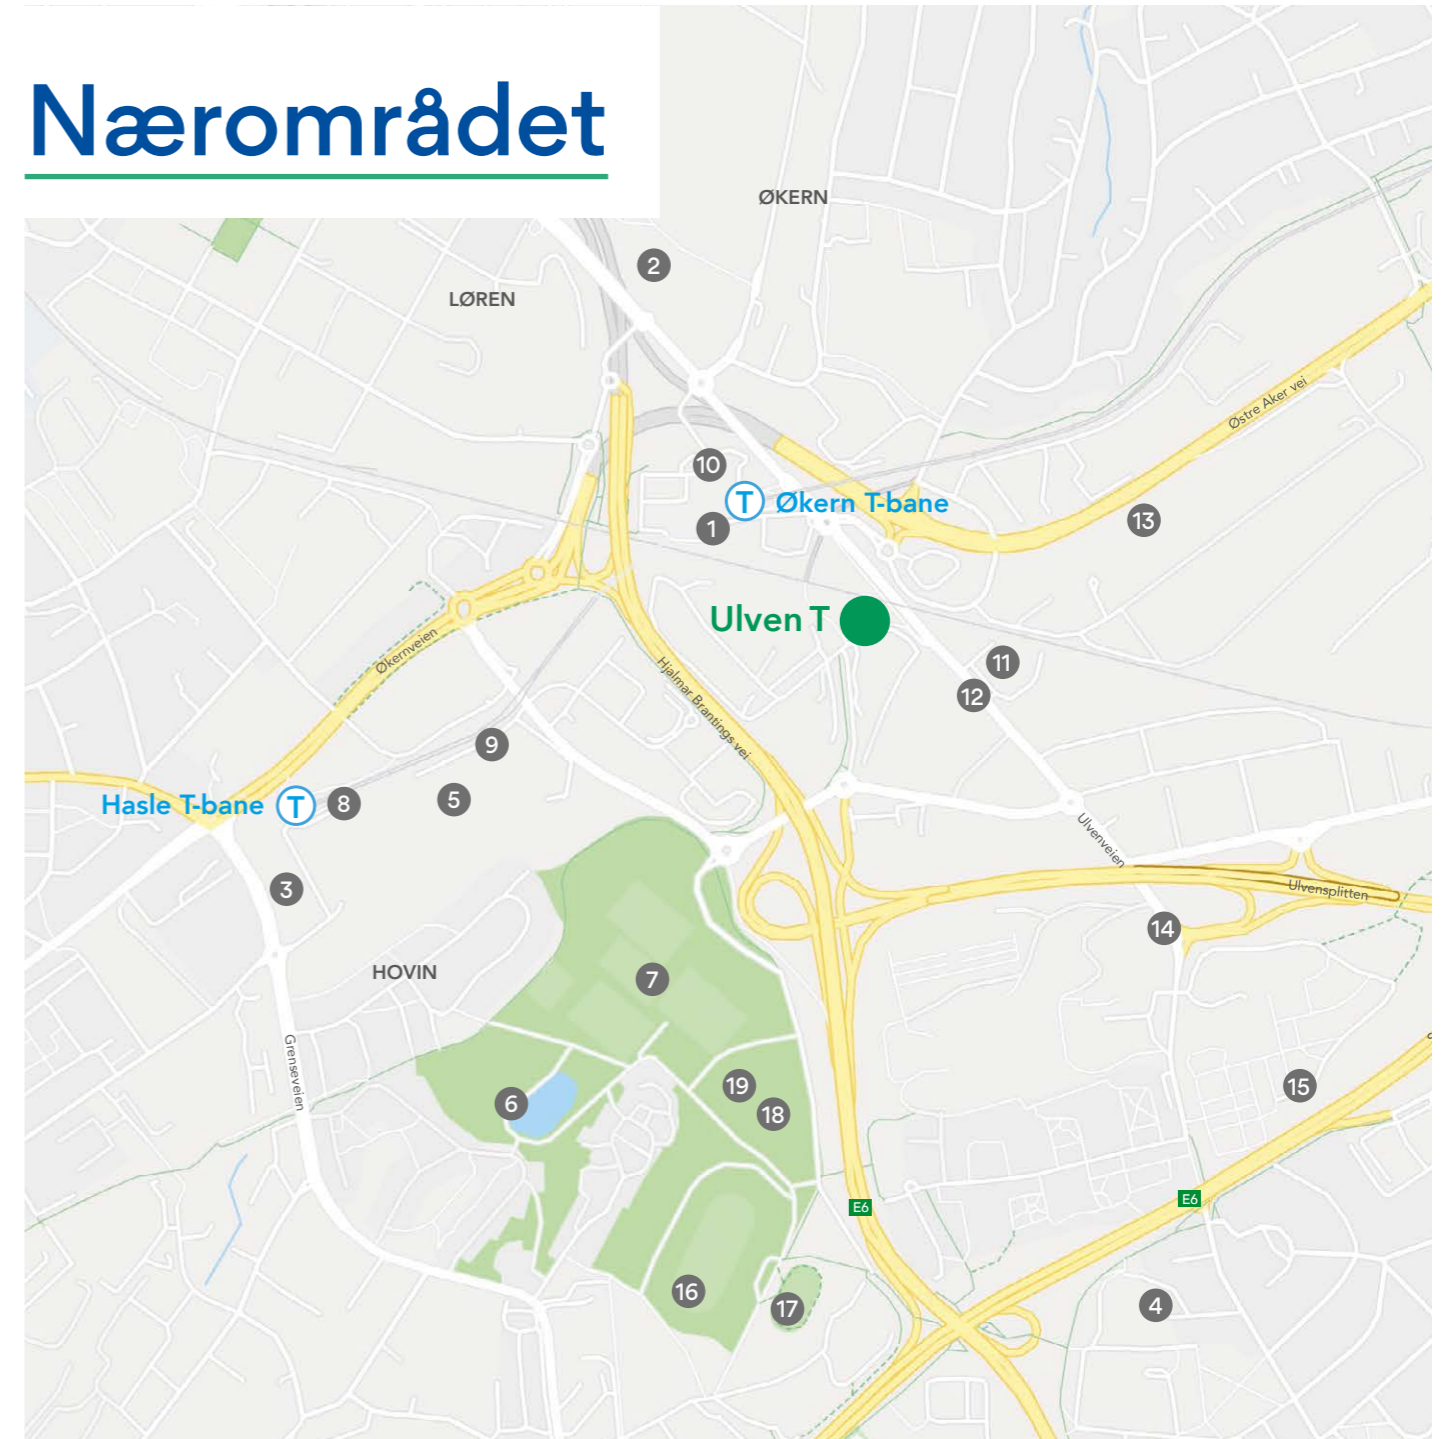 Nærområdet
ØKERN
2
LØREN
Østre Aker vei
10
T Økern T-bane
13
1
Ulven T
Økernveien
Hjalmar Brantings vei
11
12
9
Hasle T-bane T 8
5
Ulvenveien
3
Ulvensplitten
14
HOVIN
7
Grenseveien
19
15
6
18
E6
E6
16
17
4